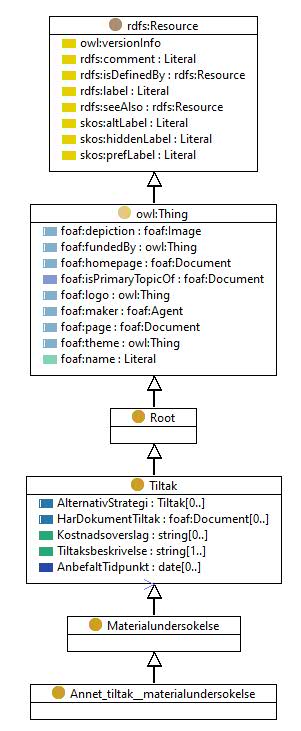 rdfs:Resource
owl:versionInfo
rdfs:comment : Literal
rdfs:isDefinedBy : rdfs:Resource
rdfs:label : Literal
rdfs:seeAlso : rdfs:Resource
skos:altLabel : Literal
skos:hiddenLabel : Literal
skos:prefLabel : Literal
owl:Thing
foaf:depiction : foaf:Image
foaf:fundedBy : owl:Thing
foaf:homepage : foaf:Document
foaf:isPrimaryTopicOf : foaf:Document
foaf:logo : owl:Thing
foaf:maker : foaf:Agent
foaf:page : foaf:Document
foaf:theme : owl:Thing
foaf:name : Literal
Root
Tiltak
AlternativStrategi : Tiltak[0..]
HarDokumentTiltak : foaf:Document[0..]
Kostnadsoverslag : string[0..]
Tiltaksbeskrivelse : string[1..]
AnbefaltTidpunkt : date[0..]
Materialundersokelse
Annet_tiltak__materialundersokelse